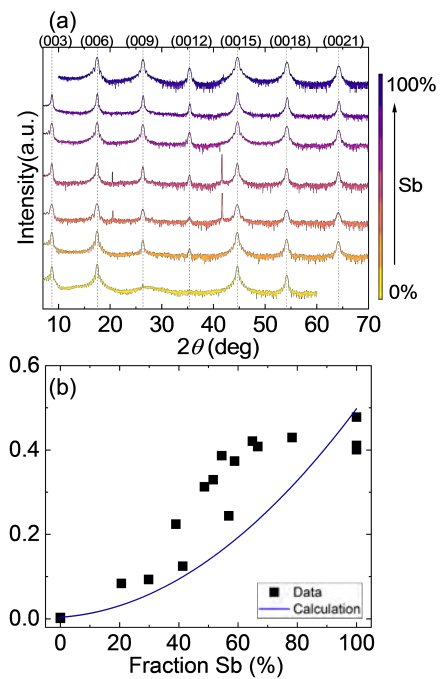 (a)
(003) (006) (009) (0012) (0015) (0018) (0021)
Intensity(a.u.)
100%
Sb
0%
10 20 30 40 50 60 70
2θ (deg)
(b)
0.6
0.4
0.2
0.0
Data
Calculation
0 20 40 60 80 100
Fraction Sb (%)